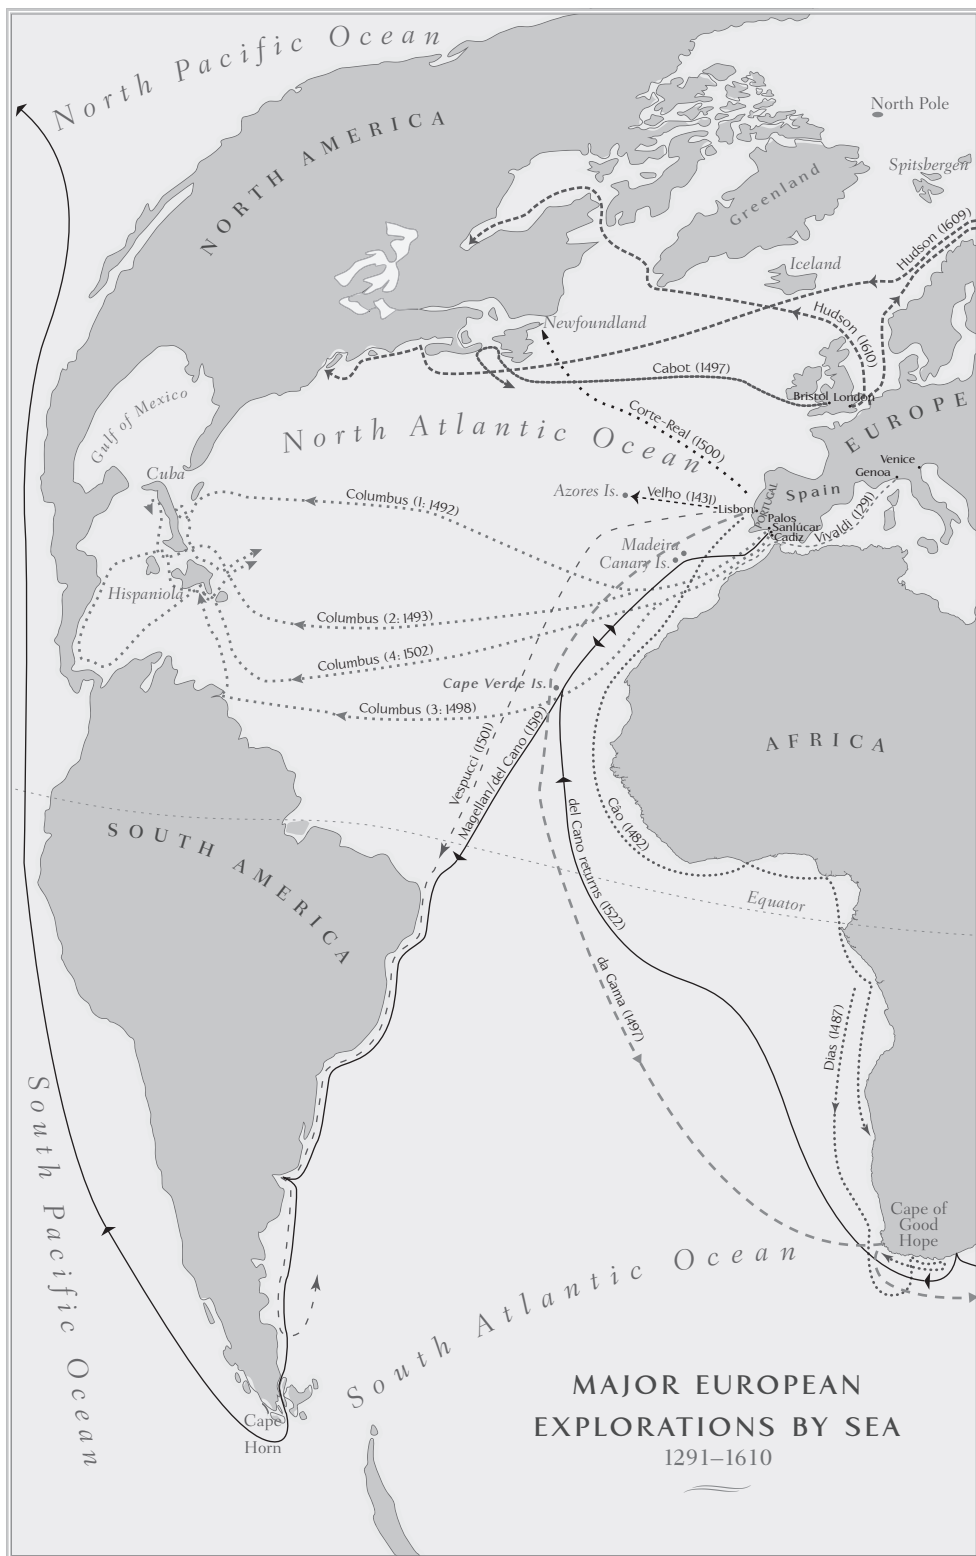 North Pacific Ocean
North Pole
NORTH AMERICA
Spitsbergen
Greenland
Hudson (1609)
Iceland
Newfoundland
Hudson (1610)
Cabot (1497)
Bristol London
Gulf of Mexico
EUROPE
Corte-Real (1500)
North Atlantic Ocean
Venice
Genoa
Cuba
Azores Is.
Velho (1431)
PORTUGAL
Spain
Columbus (1: 1492)
Lisbon
Palos
Sanlúcar
Cadiz
Vivaldi (1291)
Madeira
Canary Is.
Hispaniola
Columbus (2: 1493)
Columbus (4: 1502)
Cape Verde Is.
Columbus (3: 1498)
Vespucci (1501)
Magellan/del Cano (1519)
AFRICA
SOUTH AMERICA
del Cano returns (1522)
Cão (1482)
Equator
da Gama (1497)
Dias (1487)
South Pacific Ocean
Cape of
Good
Hope
South Atlantic Ocean
Cape
Horn
MAJOR EUROPEAN
EXPLORATIONS BY SEA
1291–1610